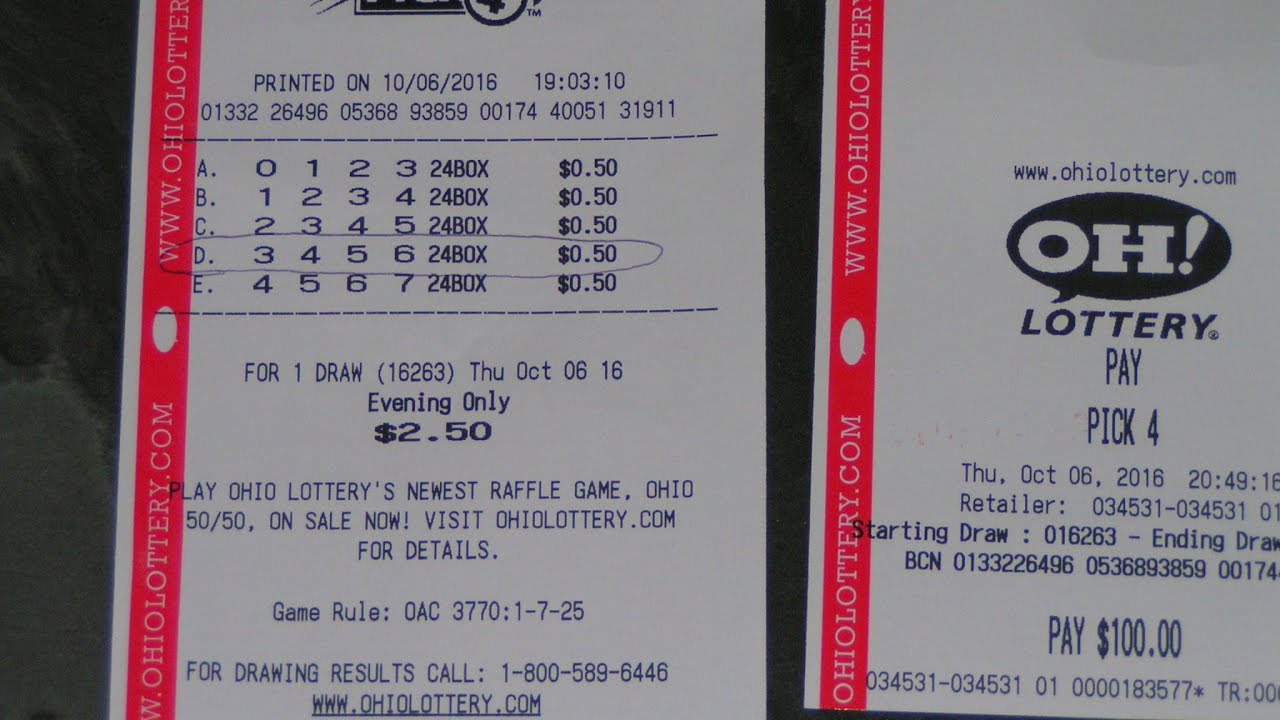 4 TM
PRINTED ON 10/06/2016 19:03:10
01332 26496 05368 93859 00174 40051 31911
A. 0 1 2 3 24BOX $0.50
B. 1 2 3 4 24BOX $0.50
C. 2 3 4 5 24BOX $0.50
D. 3 4 5 6 24BOX $0.50
E. 4 5 6 7 24BOX $0.50
FOR 1 DRAW (16263) Thu Oct 06 16
Evening Only
$2.50
PLAY OHIO LOTTERY'S NEWEST RAFFLE GAME, OHIO
50/50, ON SALE NOW! VISIT OHIOLOTTERY.COM
FOR DETAILS.
Game Rule: OAC 3770:1-7-25
FOR DRAWING RESULTS CALL: 1-800-589-6446
WWW.OHIOLOTTERY.COM
WWW.OHIOLOTTERY
W.OHIOLOTTERY.COM
WWW.OHIOLOTTERY
OHIOLOTTERY.COM
www.ohiolottery.com
OH!
LOTTERY®
PAY
PICK 4
Thu, Oct 06, 2016 20:49:16
Retailer: 034531-034531 01
Starting Draw : 016263 - Ending Draw
BCN 0133226496 0536893859 00174
PAY $100.00
034531-034531 01 0000183577* TR:00